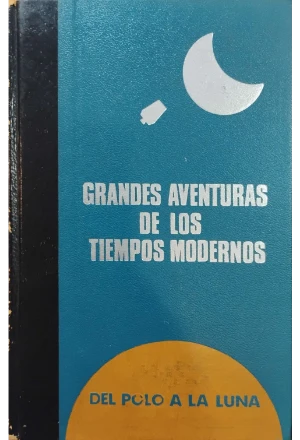 GRANDES AVENTURAS
DE LOS
TIEMPOS MODERNOS
DEL POLO A LA LUNA